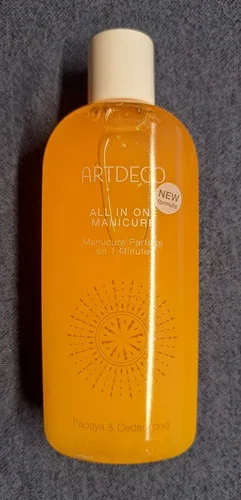 ARTDECO
NEW
formula
ALL IN ONE
MANICURE
Manucure Parfaite
en 1 Minute
Papaya & Cedarwood